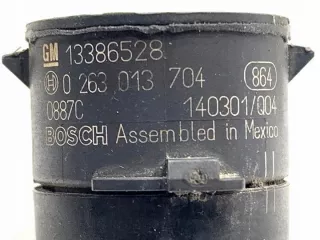 GM 13386528
H 0 263 013 704 864
0887C 140301/Q04
BOSCH Assembled in Mexico